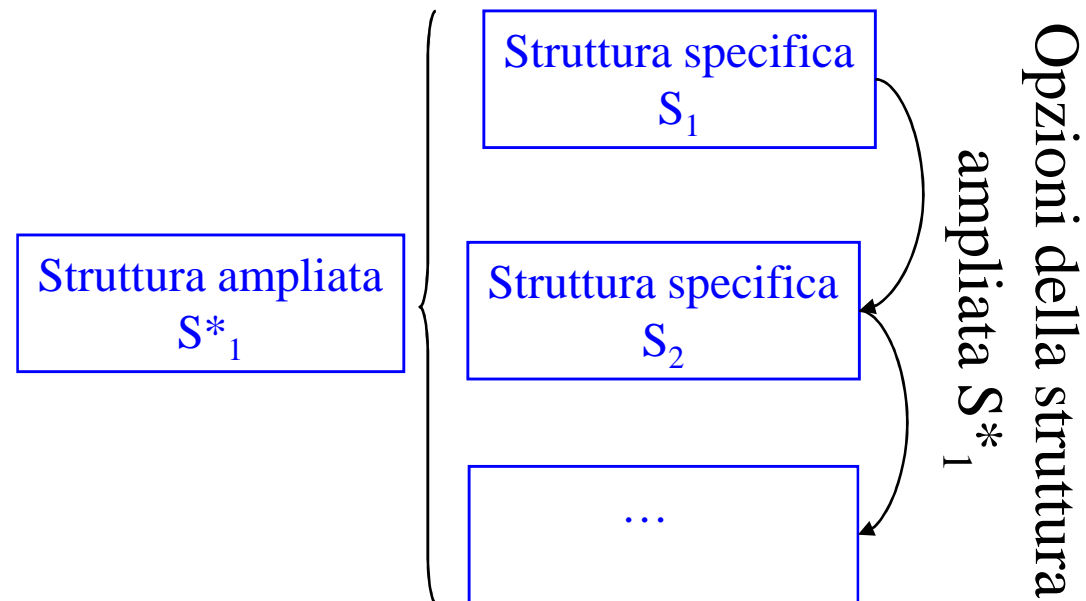 Struttura ampliata
S*₁
Struttura specifica
S₁
Struttura specifica
S₂
…
Opzioni della struttura
ampliata S*₁